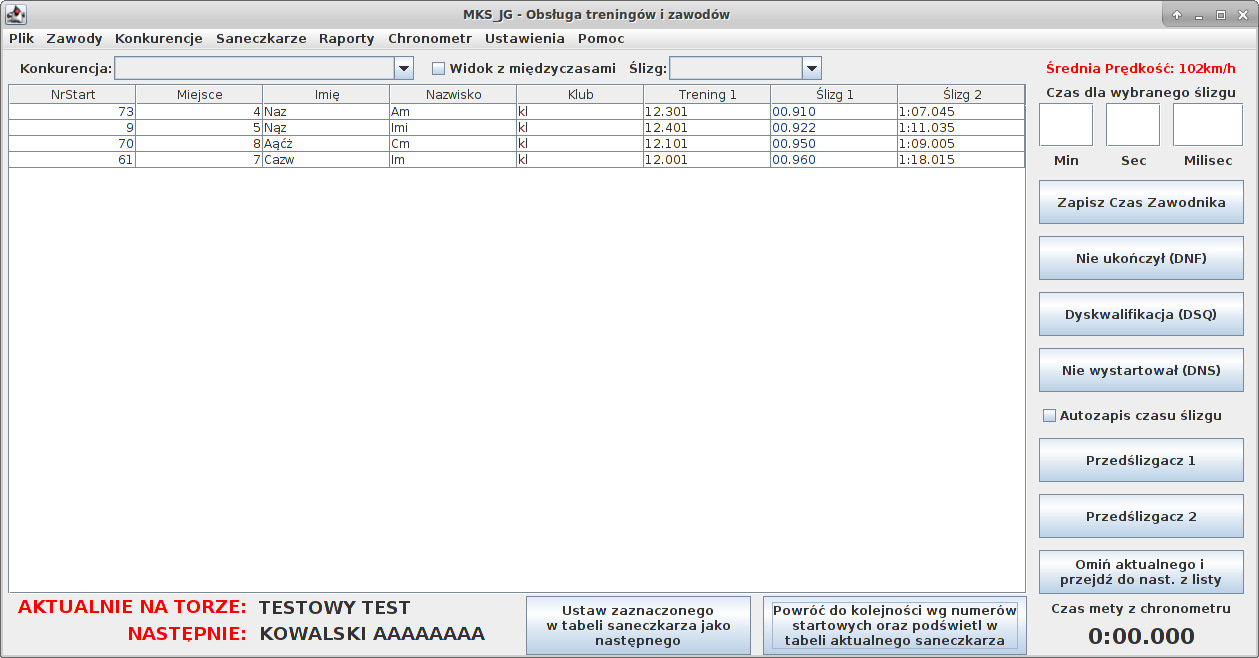 MKS_JG - Obsługa treningów i zawodów
Plik Zawody Konkurencje Saneczkarze Raporty Chronometr Ustawienia Pomoc
Konkurencja: Widok z międzyczasami Ślizg:
Średnia Prędkość: 102km/h
NrStart Miejsce Imię Nazwisko Klub Trening 1 Ślizg 1 Ślizg 2
73 4 Naz Am kl 12.301 00.910 1:07.045
9 5 Nąz Imi kl 12.401 00.922 1:11.035
70 8 Aąćż Cm kl 12.101 00.950 1:09.005
61 7 Cazw Im kl 12.001 00.960 1:18.015
Czas dla wybranego ślizgu
Min Sec Milisec
Zapisz Czas Zawodnika
Nie ukończył (DNF)
Dyskwalifikacja (DSQ)
Nie wystartował (DNS)
Autozapis czasu ślizgu
Przedślizgacz 1
Przedślizgacz 2
Omiń aktualnego i
przejdź do nast. z listy
Czas mety z chronometru
0:00.000
AKTUALNIE NA TORZE: TESTOWY TEST
NASTĘPNIE: KOWALSKI AAAAAAAA
Ustaw zaznaczonego
w tabeli saneczkarza jako
następnego
Powróć do kolejności wg numerów
startowych oraz podświetl w
tabeli aktualnego saneczkarza